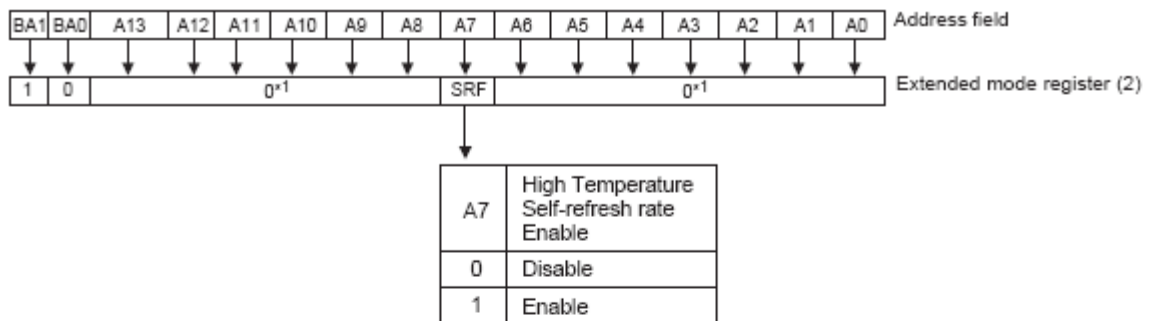 BA1 BA0 A13 A12 A11 A10 A9 A8 A7 A6 A5 A4 A3 A2 A1 A0 Address field
1 0 0*1 SRF 0*1 Extended mode register (2)
A7 High Temperature
Self-refresh rate
Enable
0 Disable
1 Enable